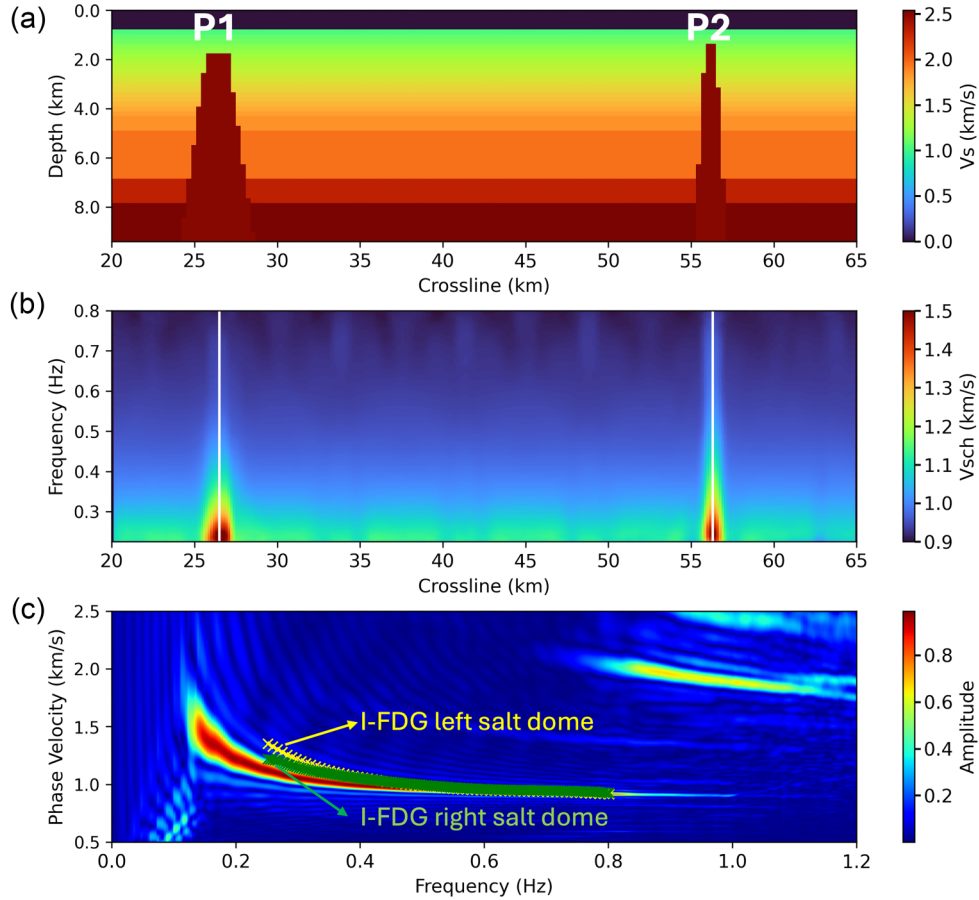 (a)
P1
P2
0.0
2.0
4.0
6.0
8.0
Depth (km)
20 25 30 35 40 45 50 55 60 65
Crossline (km)
2.5
2.0
1.5
1.0
0.5
0.0
Vs (km/s)
(b)
0.8
0.7
0.6
0.5
0.4
0.3
Frequency (Hz)
20 25 30 35 40 45 50 55 60 65
Crossline (km)
1.5
1.4
1.3
1.2
1.1
1.0
0.9
Vsch (km/s)
(c)
2.5
2.0
1.5
1.0
0.5
Phase Velocity (km/s)
I-FDG left salt dome
I-FDG right salt dome
0.0 0.2 0.4 0.6 0.8 1.0 1.2
Frequency (Hz)
0.8
0.6
0.4
0.2
Amplitude